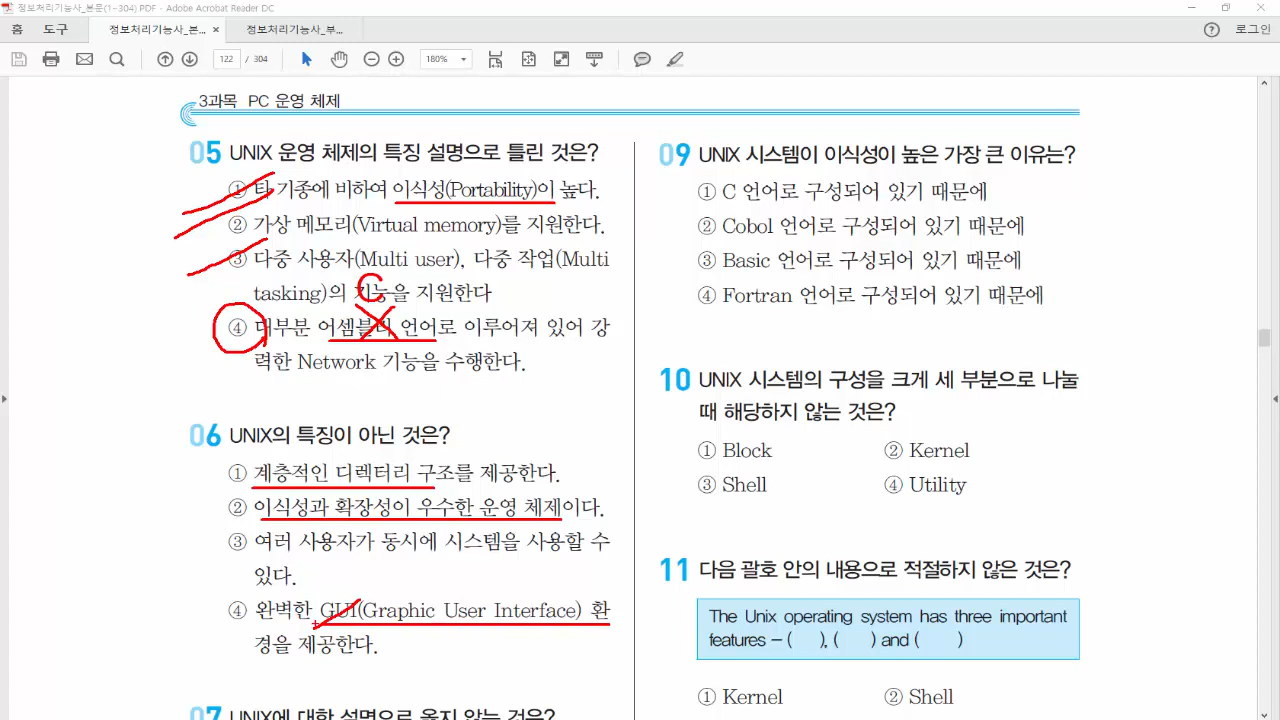 정보처리기능사_본문(1-304) PDF - Adobe Acrobat Reader DC
홈 도구 정보처리기능사_본... × 정보처리기능사_부... 로그인
122 / 304 180%
3과목 PC 운영 체제
05 UNIX 운영 체제의 특징 설명으로 틀린 것은?
① 타 기종에 비하여 이식성(Portability)이 높다.
② 가상 메모리(Virtual memory)를 지원한다.
③ 다중 사용자(Multi user), 다중 작업(Multi
tasking)의 기능을 지원한다
C
④ 대부분 어셈블리 언어로 이루어져 있어 강
력한 Network 기능을 수행한다.
06 UNIX의 특징이 아닌 것은?
① 계층적인 디렉터리 구조를 제공한다.
② 이식성과 확장성이 우수한 운영 체제이다.
③ 여러 사용자가 동시에 시스템을 사용할 수
있다.
④ 완벽한 GUI(Graphic User Interface) 환
경을 제공한다.
07 UNIX에 대한 설명으로 옳지 않는 것은?
09 UNIX 시스템이 이식성이 높은 가장 큰 이유는?
① C 언어로 구성되어 있기 때문에
② Cobol 언어로 구성되어 있기 때문에
③ Basic 언어로 구성되어 있기 때문에
④ Fortran 언어로 구성되어 있기 때문에
10 UNIX 시스템의 구성을 크게 세 부분으로 나눌
때 해당하지 않는 것은?
① Block ② Kernel
③ Shell ④ Utility
11 다음 괄호 안의 내용으로 적절하지 않은 것은?
The Unix operating system has three important
features – ( ), ( ) and ( )
① Kernel ② Shell